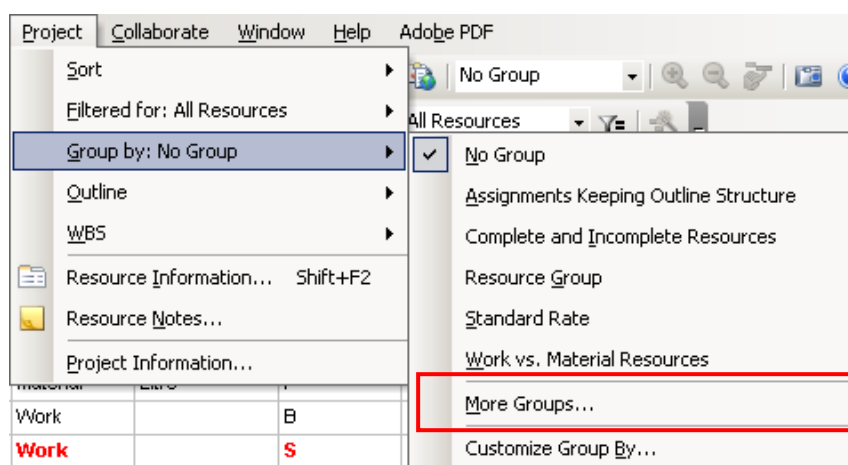 Project Collaborate Window Help Adobe PDF
No Group
All Resources
Sort
Filtered for: All Resources
Group by: No Group
Outline
WBS
Resource Information... Shift+F2
Resource Notes...
Project Information...
No Group
Assignments Keeping Outline Structure
Complete and Incomplete Resources
Resource Group
Standard Rate
Work vs. Material Resources
More Groups...
Customize Group By...
Work B
Work S